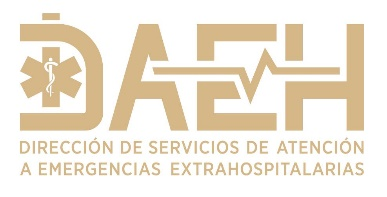 DAEH
DIRECCIÓN DE SERVICIOS DE ATENCIÓN
A EMERGENCIAS EXTRAHOSPITALARIAS